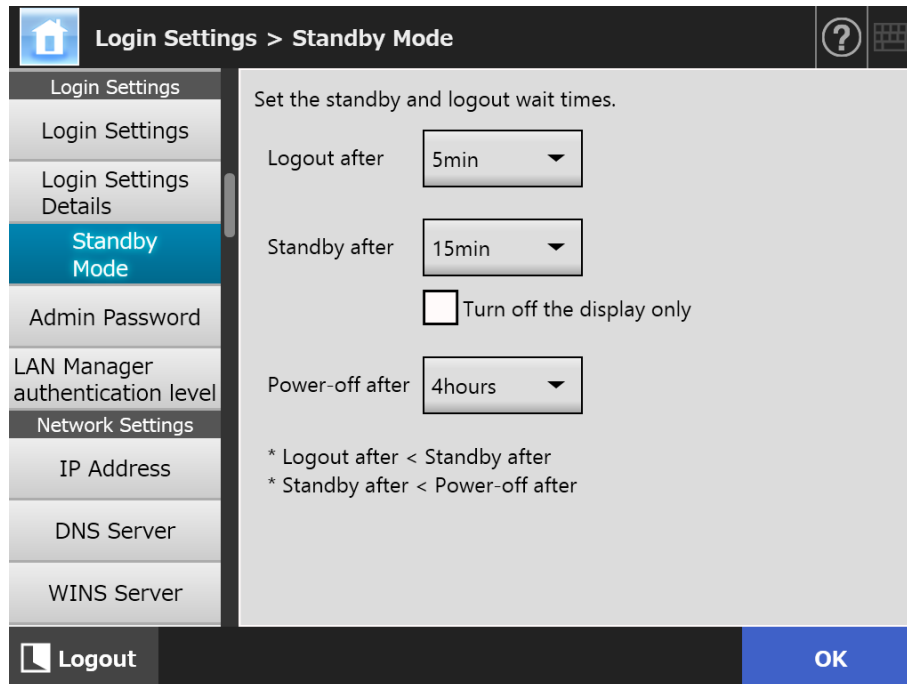 Login Settings > Standby Mode
?
Login Settings
Login Settings
Login Settings
Details
Standby
Mode
Admin Password
LAN Manager
authentication level
Network Settings
IP Address
DNS Server
WINS Server
Set the standby and logout wait times.
Logout after 5min
Standby after 15min
Turn off the display only
Power-off after 4hours
* Logout after < Standby after
* Standby after < Power-off after
Logout
OK